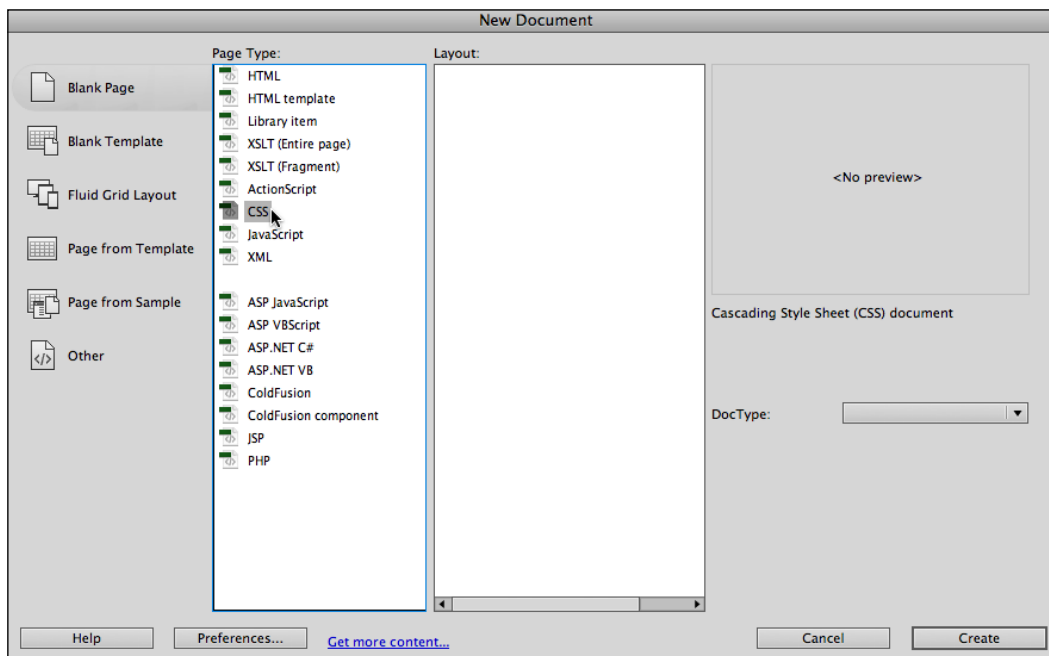 New Document
Blank Page
Blank Template
Fluid Grid Layout
Page from Template
Page from Sample
Other
Page Type:
HTML
HTML template
Library item
XSLT (Entire page)
XSLT (Fragment)
ActionScript
CSS
JavaScript
XML
ASP JavaScript
ASP VBScript
ASP.NET C#
ASP.NET VB
ColdFusion
ColdFusion component
JSP
PHP
Layout:
<No preview>
Cascading Style Sheet (CSS) document
DocType:
Help
Preferences...
Get more content...
Cancel
Create